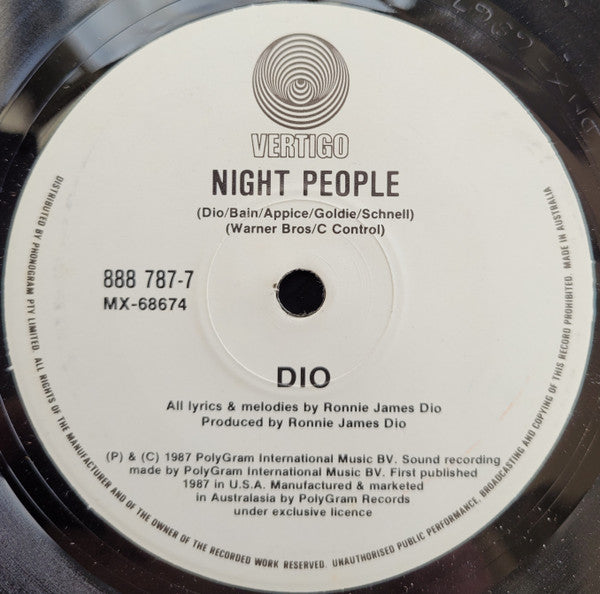 VERTIGO
NIGHT PEOPLE
(Dio/Bain/Appice/Goldie/Schnell)
(Warner Bros/C Control)
888 787-7
MX-68674
DIO
All lyrics & melodies by Ronnie James Dio
Produced by Ronnie James Dio
(P) & (C) 1987 PolyGram International Music BV. Sound recording
made by PolyGram International Music BV. First published
1987 in U.S.A. Manufactured & marketed
in Australasia by PolyGram Records
under exclusive licence
DISTRIBUTED BY PHONOGRAM PTY LIMITED. ALL RIGHTS OF THE MANUFACTURER AND OF THE OWNER OF THE RECORDED WORK RESERVED. UNAUTHORISED PUBLIC PERFORMANCE, BROADCASTING AND COPYING OF THIS RECORD PROHIBITED. MADE IN AUSTRALIA